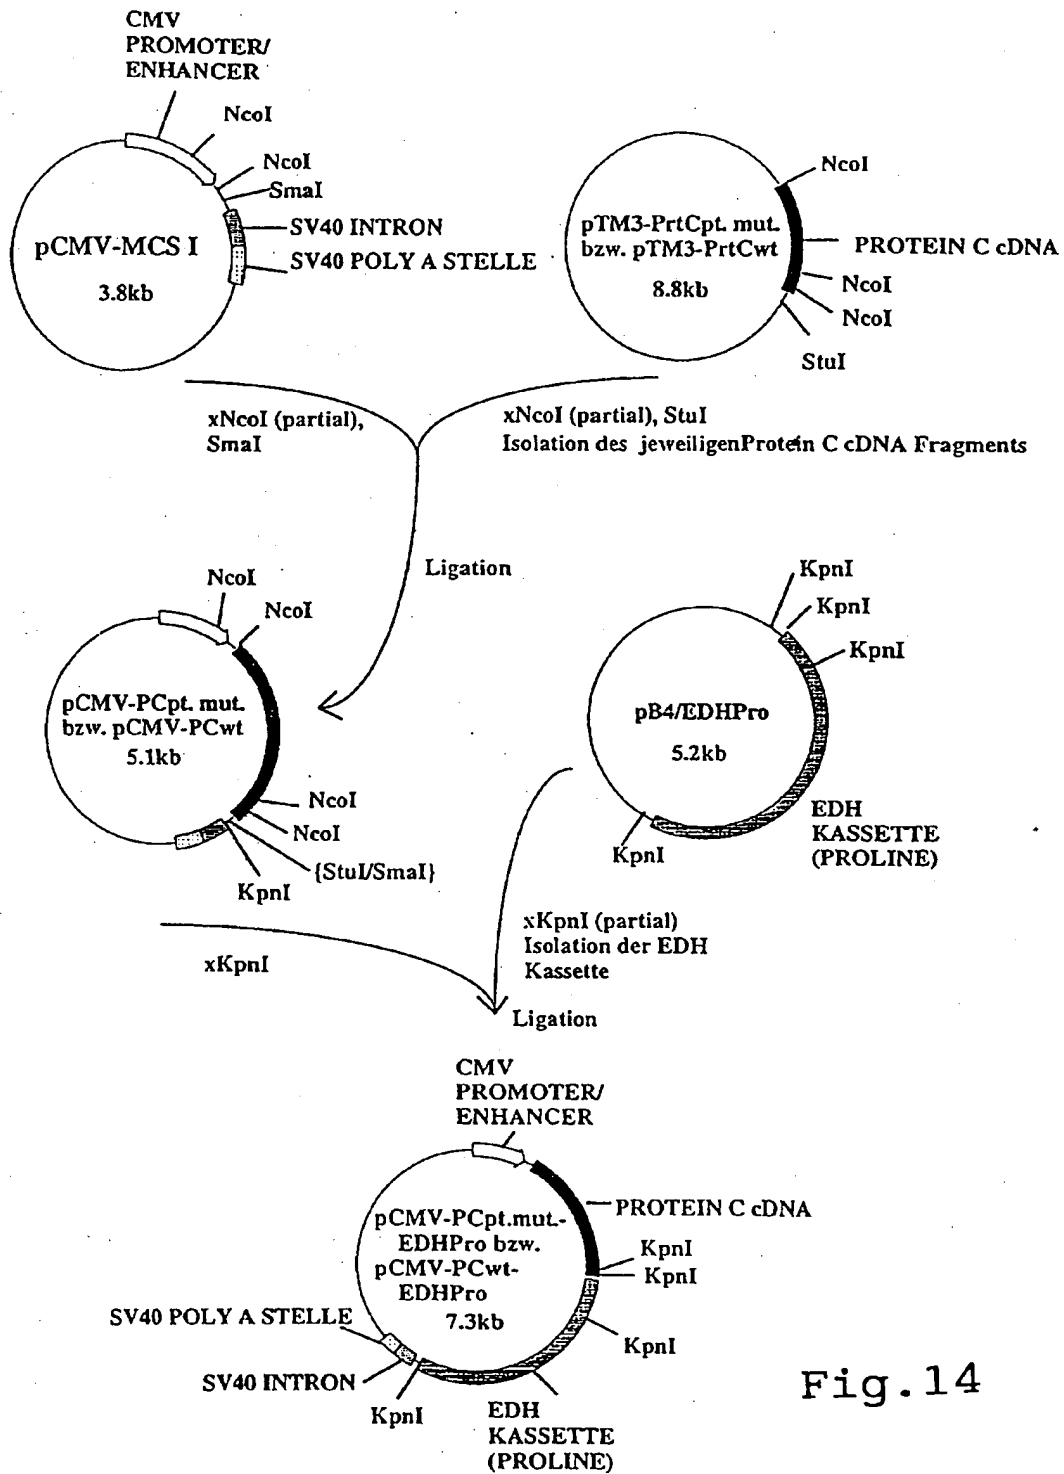 CMV
PROMOTER/
ENHANCER
NcoI
NcoI
SmaI
SV40 INTRON
SV40 POLY A STELLE
pCMV-MCS I
3.8kb
NcoI
pTM3-PrtCpt. mut.
bzw. pTM3-PrtCwt
8.8kb
PROTEIN C cDNA
NcoI
NcoI
StuI
xNcoI (partial),
SmaI
xNcoI (partial), StuI
Isolation des jeweiligenProtein C cDNA Fragments
Ligation
NcoI
NcoI
pCMV-PCpt. mut.
bzw. pCMV-PCwt
5.1kb
NcoI
NcoI
{StuI/SmaI}
KpnI
KpnI
KpnI
KpnI
pB4/EDHPro
5.2kb
EDH
KASSETTE
(PROLINE)
KpnI
xKpnI
xKpnI (partial)
Isolation der EDH
Kassette
Ligation
CMV
PROMOTER/
ENHANCER
PROTEIN C cDNA
pCMV-PCpt.mut.-
EDHPro bzw.
pCMV-PCwt-
EDHPro
7.3kb
KpnI
KpnI
KpnI
SV40 POLY A STELLE
SV40 INTRON
KpnI
EDH
KASSETTE
(PROLINE)
Fig.14